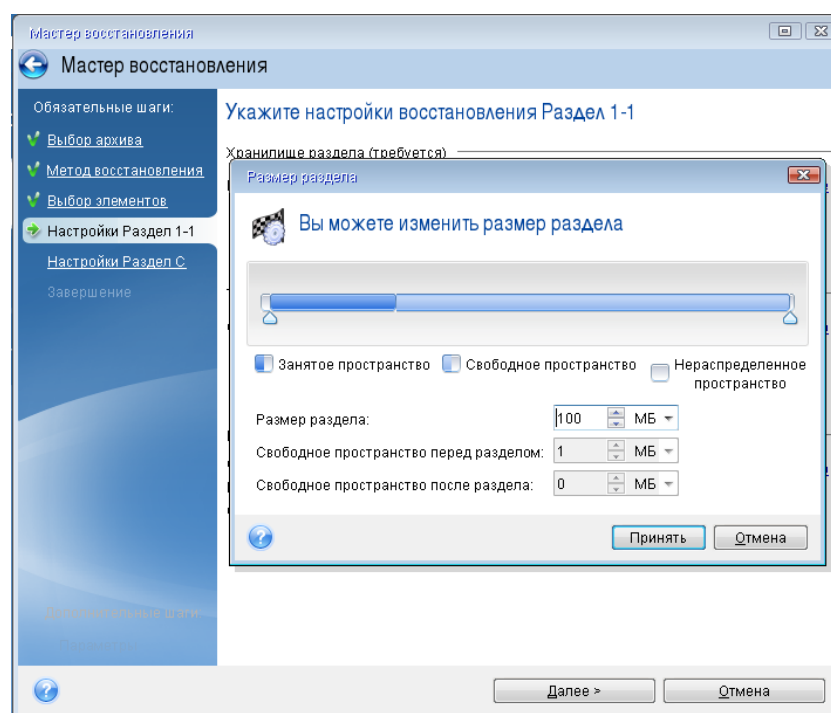 Мастер восстановления
Мастер восстановления
Обязательные шаги:
Выбор архива
Метод восстановления
Выбор элементов
Настройки Раздел 1-1
Настройки Раздел C
Завершение
Укажите настройки восстановления Раздел 1-1
Хранилище раздела (требуется)
Размер раздела
Вы можете изменить размер раздела
Занятое пространство
Свободное пространство
Нераспределенное
пространство
Размер раздела: 100 МБ
Свободное пространство перед разделом: 1 МБ
Свободное пространство после раздела: 0 МБ
Принять
Отмена
Далее >
Отмена